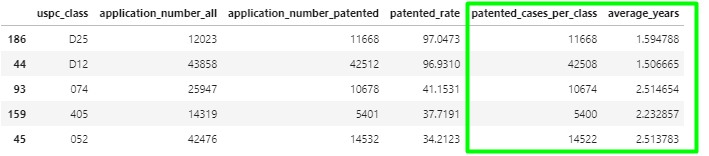 uspc_class application_number_all application_number_patented patented_rate patented_cases_per_class average_years
186 D25 12023 11668 97.0473 11668 1.594788
44 D12 43858 42512 96.9310 42508 1.506665
93 074 25947 10678 41.1531 10674 2.514654
159 405 14319 5401 37.7191 5400 2.232857
45 052 42476 14532 34.2123 14522 2.513783